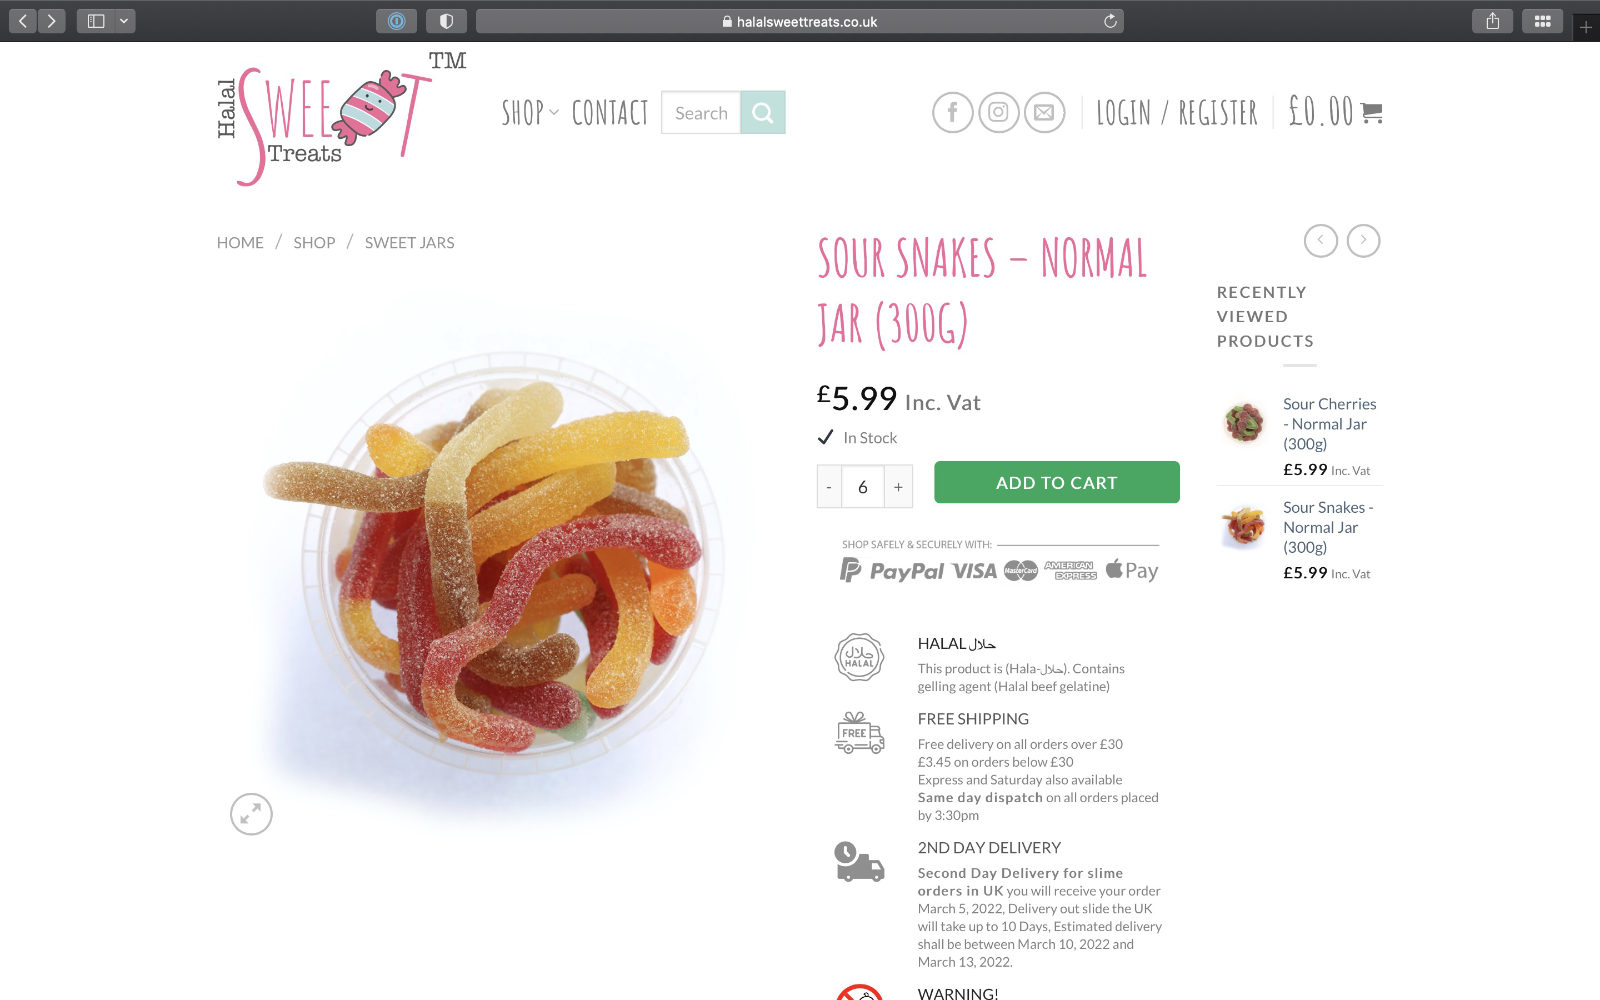 halalsweettreats.co.uk
Halal
SWEET
Treats
TM
SHOP
CONTACT
Search
LOGIN / REGISTER
£0.00
HOME / SHOP / SWEET JARS
SOUR SNAKES – NORMAL
JAR (300G)
£5.99 Inc. Vat
In Stock
- 6 +
ADD TO CART
SHOP SAFELY & SECURELY WITH:
PayPal VISA MasterCard AMERICAN EXPRESS Pay
حلال
HALAL
HALAL حلال
This product is (Hala-حلال). Contains
gelling agent (Halal beef gelatine)
FREE
FREE SHIPPING
Free delivery on all orders over £30
£3.45 on orders below £30
Express and Saturday also available
Same day dispatch on all orders placed
by 3:30pm
2ND DAY DELIVERY
Second Day Delivery for slime
orders in UK you will receive your order
March 5, 2022, Delivery out slide the UK
will take up to 10 Days, Estimated delivery
shall be between March 10, 2022 and
March 13, 2022.
WARNING!
RECENTLY
VIEWED
PRODUCTS
Sour Cherries
- Normal Jar
(300g)
£5.99 Inc. Vat
Sour Snakes -
Normal Jar
(300g)
£5.99 Inc. Vat